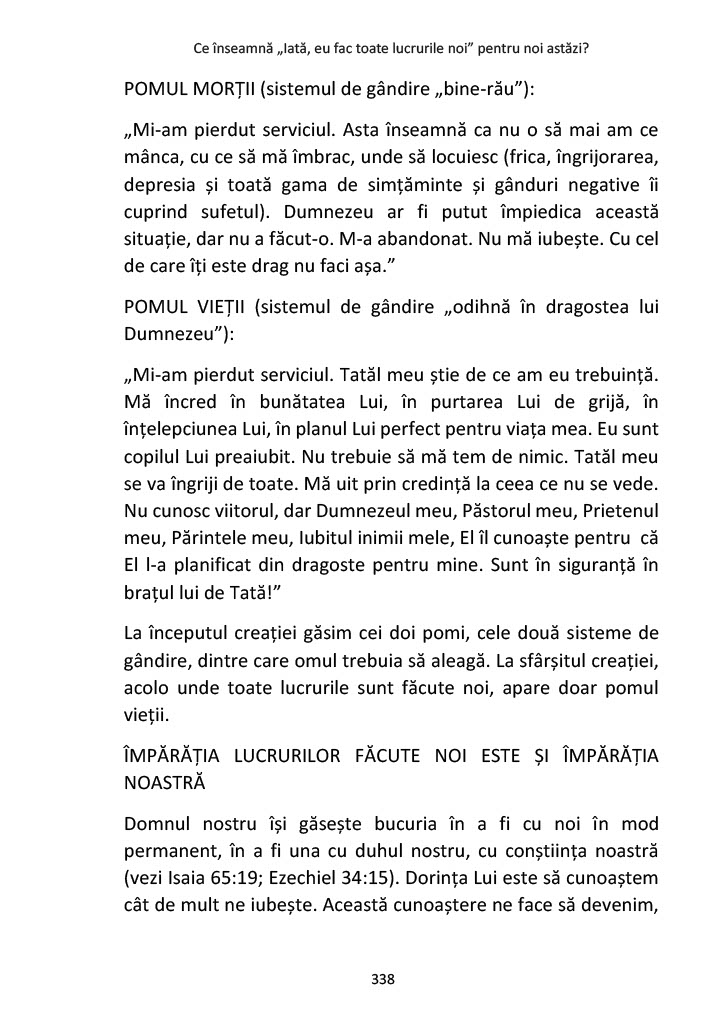 Ce înseamnă „Iată, eu fac toate lucrurile noi” pentru noi astăzi?
POMUL MORȚII (sistemul de gândire „bine-rău”):
„Mi-am pierdut serviciul. Asta înseamnă ca nu o să mai am ce
mânca, cu ce să mă îmbrac, unde să locuiesc (frica, îngrijorarea,
depresia și toată gama de simțăminte și gânduri negative îi
cuprind sufetul). Dumnezeu ar fi putut împiedica această
situație, dar nu a făcut-o. M-a abandonat. Nu mă iubește. Cu cel
de care îți este drag nu faci așa.”
POMUL VIEȚII (sistemul de gândire „odihnă în dragostea lui
Dumnezeu”):
„Mi-am pierdut serviciul. Tatăl meu știe de ce am eu trebuință.
Mă încred în bunătatea Lui, în purtarea Lui de grijă, în
înțelepciunea Lui, în planul Lui perfect pentru viața mea. Eu sunt
copilul Lui preaiubit. Nu trebuie să mă tem de nimic. Tatăl meu
se va îngriji de toate. Mă uit prin credință la ceea ce nu se vede.
Nu cunosc viitorul, dar Dumnezeul meu, Păstorul meu, Prietenul
meu, Părintele meu, Iubitul inimii mele, El îl cunoaște pentru că
El l-a planificat din dragoste pentru mine. Sunt în siguranță în
brațul lui de Tată!”
La începutul creației găsim cei doi pomi, cele două sisteme de
gândire, dintre care omul trebuia să aleagă. La sfârșitul creației,
acolo unde toate lucrurile sunt făcute noi, apare doar pomul
vieții.
ÎMPĂRĂȚIA LUCRURILOR FĂCUTE NOI ESTE ȘI ÎMPĂRĂȚIA
NOASTRĂ
Domnul nostru își găsește bucuria în a fi cu noi în mod
permanent, în a fi una cu duhul nostru, cu conștiința noastră
(vezi Isaia 65:19; Ezechiel 34:15). Dorința Lui este să cunoaștem
cât de mult ne iubește. Această cunoaștere ne face să devenim,
338